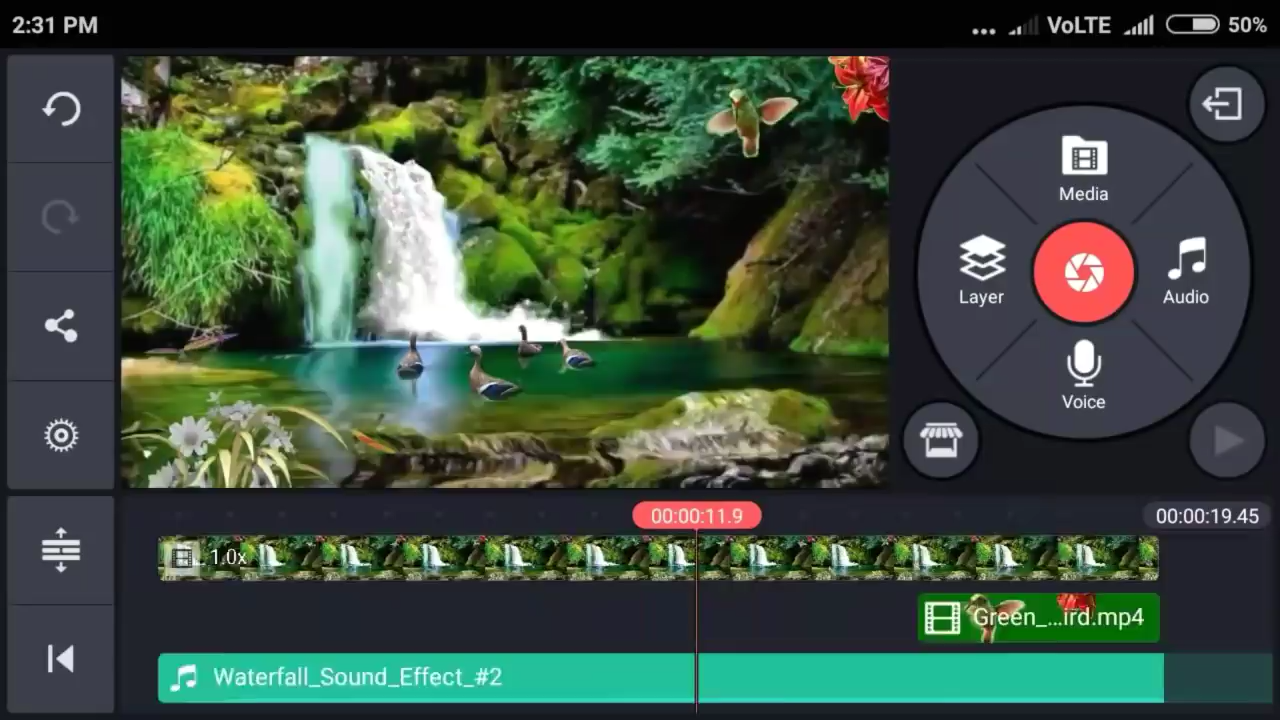 2:31 PM
... VoLTE 50%
Media
Layer
Audio
Voice
00:00:11.9
00:00:19.45
1.0x
Green_...ird.mp4
Waterfall_Sound_Effect_#2